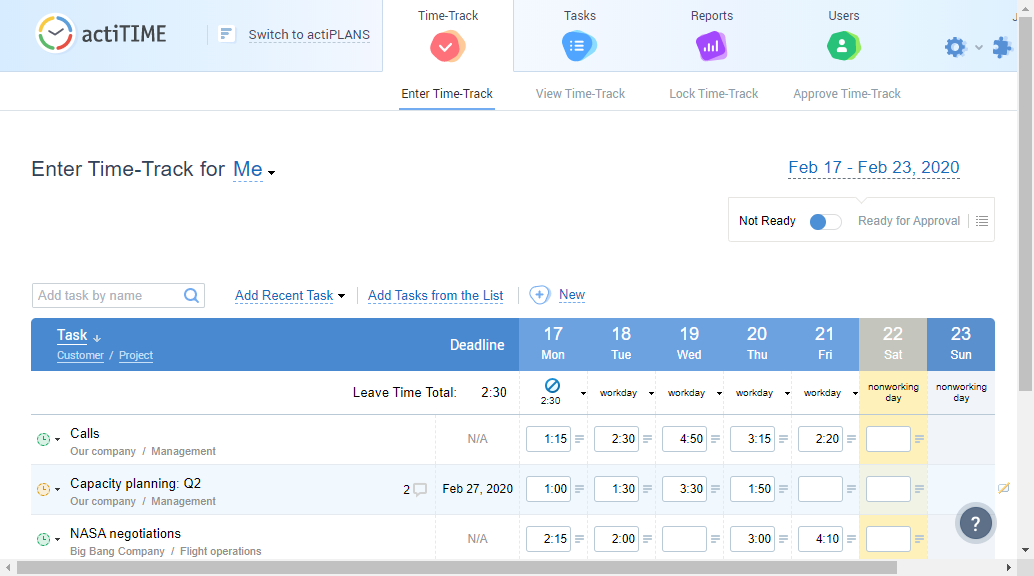 actiTIME
Switch to actiPLANS
Time-Track
Tasks
Reports
Users
Enter Time-Track
View Time-Track
Lock Time-Track
Approve Time-Track
Enter Time-Track for Me
Feb 17 - Feb 23, 2020
Not Ready
Ready for Approval
Add task by name
Add Recent Task
Add Tasks from the List
New
Task
Customer / Project
Deadline
17 18 19 20 21 22 23
Mon Tue Wed Thu Fri Sat Sun
Leave Time Total: 2:30
2:30 workday workday workday workday nonworking day nonworking day
Calls
Our company / Management
N/A 1:15 2:30 4:50 3:15 2:20
Capacity planning: Q2
Our company / Management
2 Feb 27, 2020 1:00 1:30 3:30 1:50
NASA negotiations
Big Bang Company / Flight operations
N/A 2:15 2:00 3:00 4:10
?